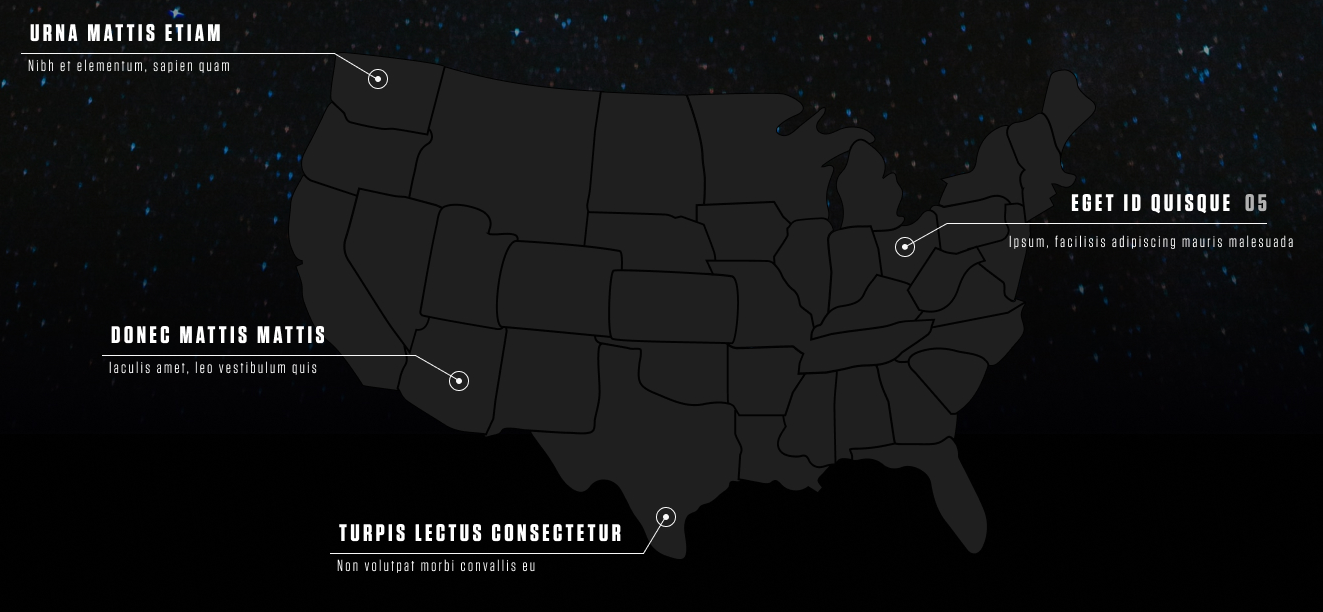 URNA MATTIS ETIAM
Nibh et elementum, sapien quam
EGET ID QUISQUE 05
Ipsum, facilisis adipiscing mauris malesuada
DONEC MATTIS MATTIS
Iaculis amet, leo vestibulum quis
TURPIS LECTUS CONSECTETUR
Non volutpat morbi convallis eu